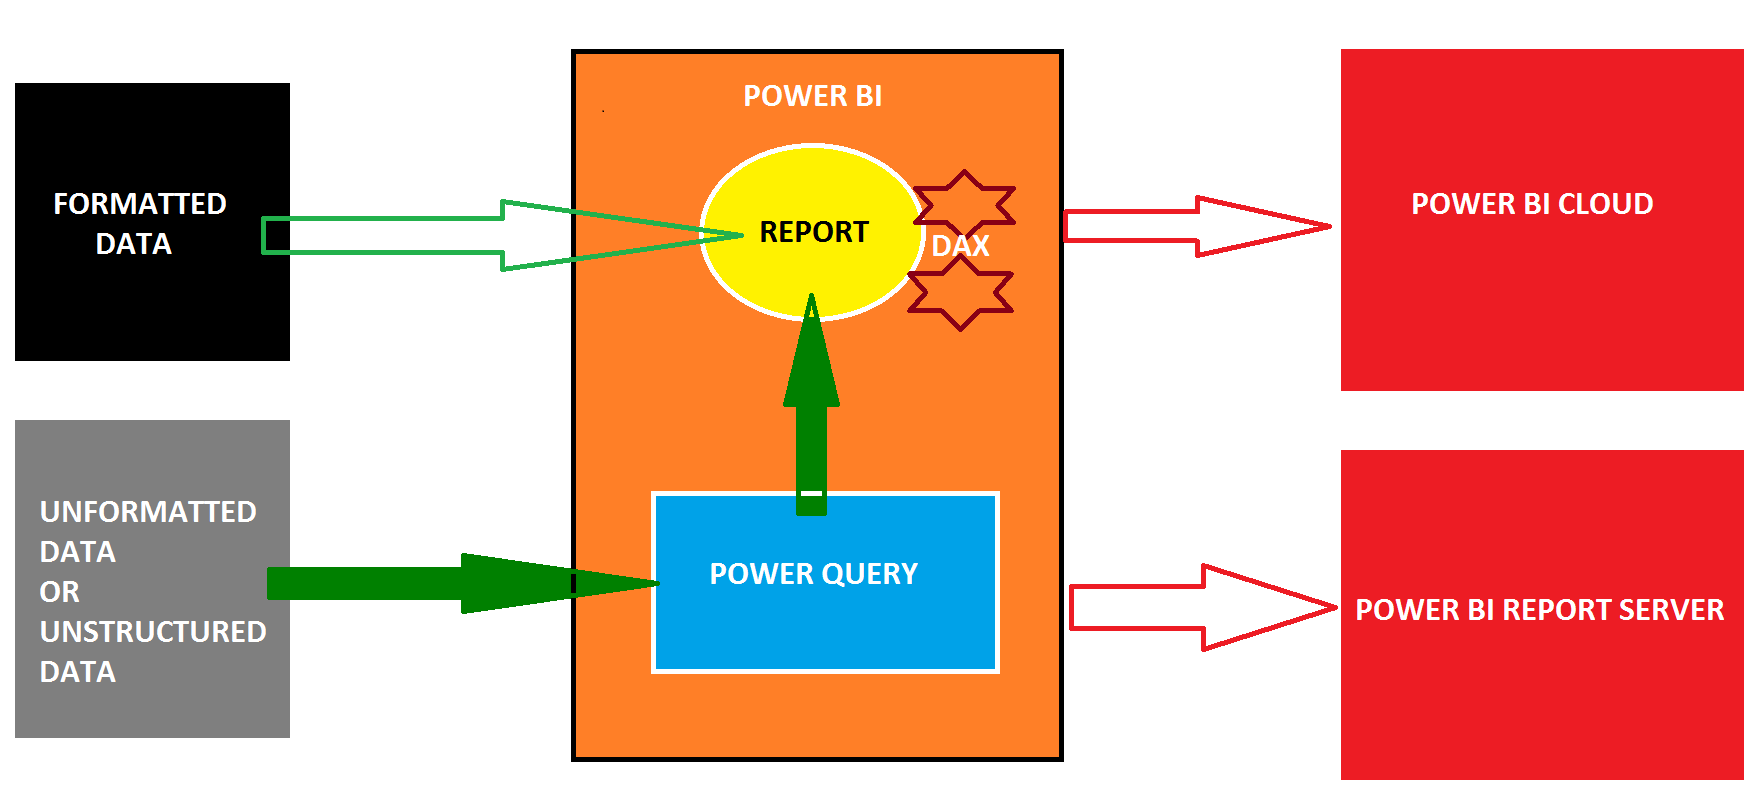 POWER BI
FORMATTED
DATA
REPORT
DAX
POWER BI CLOUD
UNFORMATTED
DATA
OR
UNSTRUCTURED
DATA
POWER QUERY
POWER BI REPORT SERVER